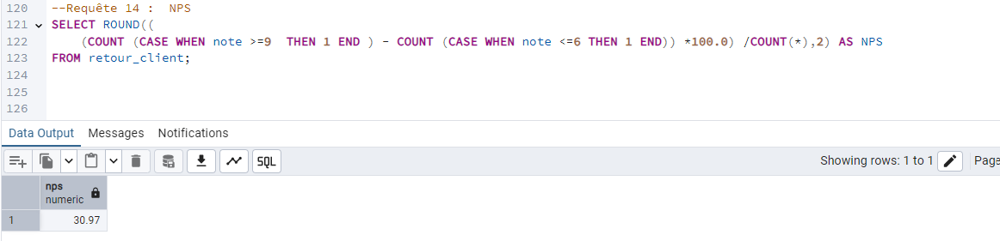 120 --Requête 14 :  NPS
121 SELECT ROUND((
122 (COUNT (CASE WHEN note >=9  THEN 1 END ) - COUNT (CASE WHEN note <=6 THEN 1 END)) *100.0) /COUNT(*),2) AS NPS
123 FROM retour_client;
124
125
126
Data Output Messages Notifications
SQL Showing rows: 1 to 1 Page
nps
numeric
1 30.97